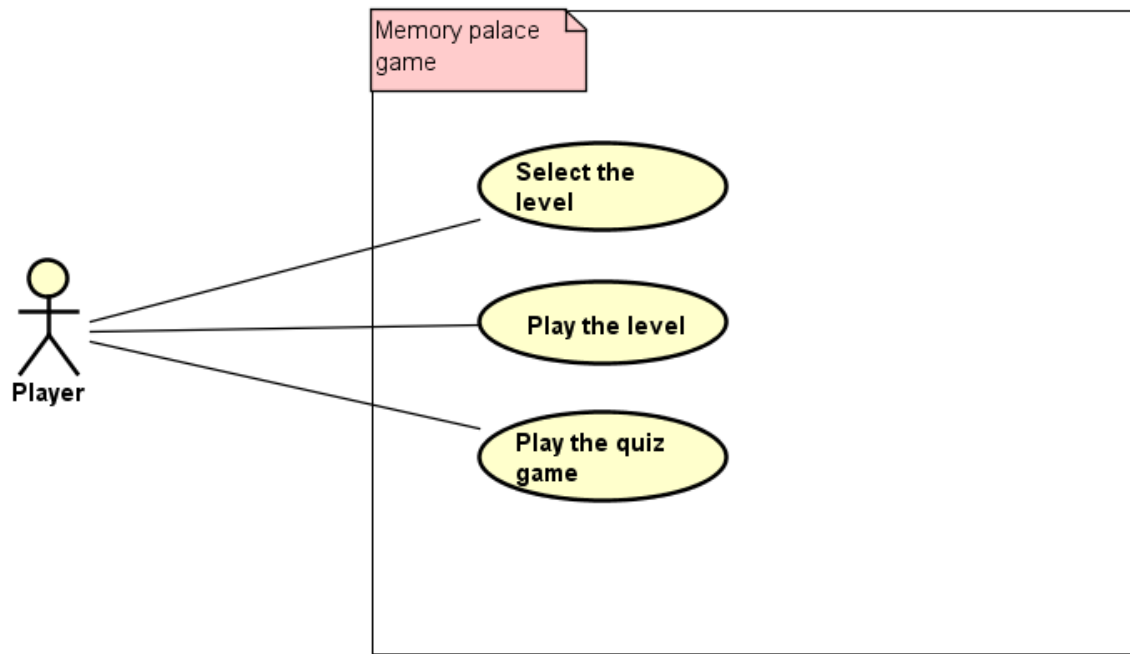 Memory palace
game
Select the
level
Play the level
Player
Play the quiz
game